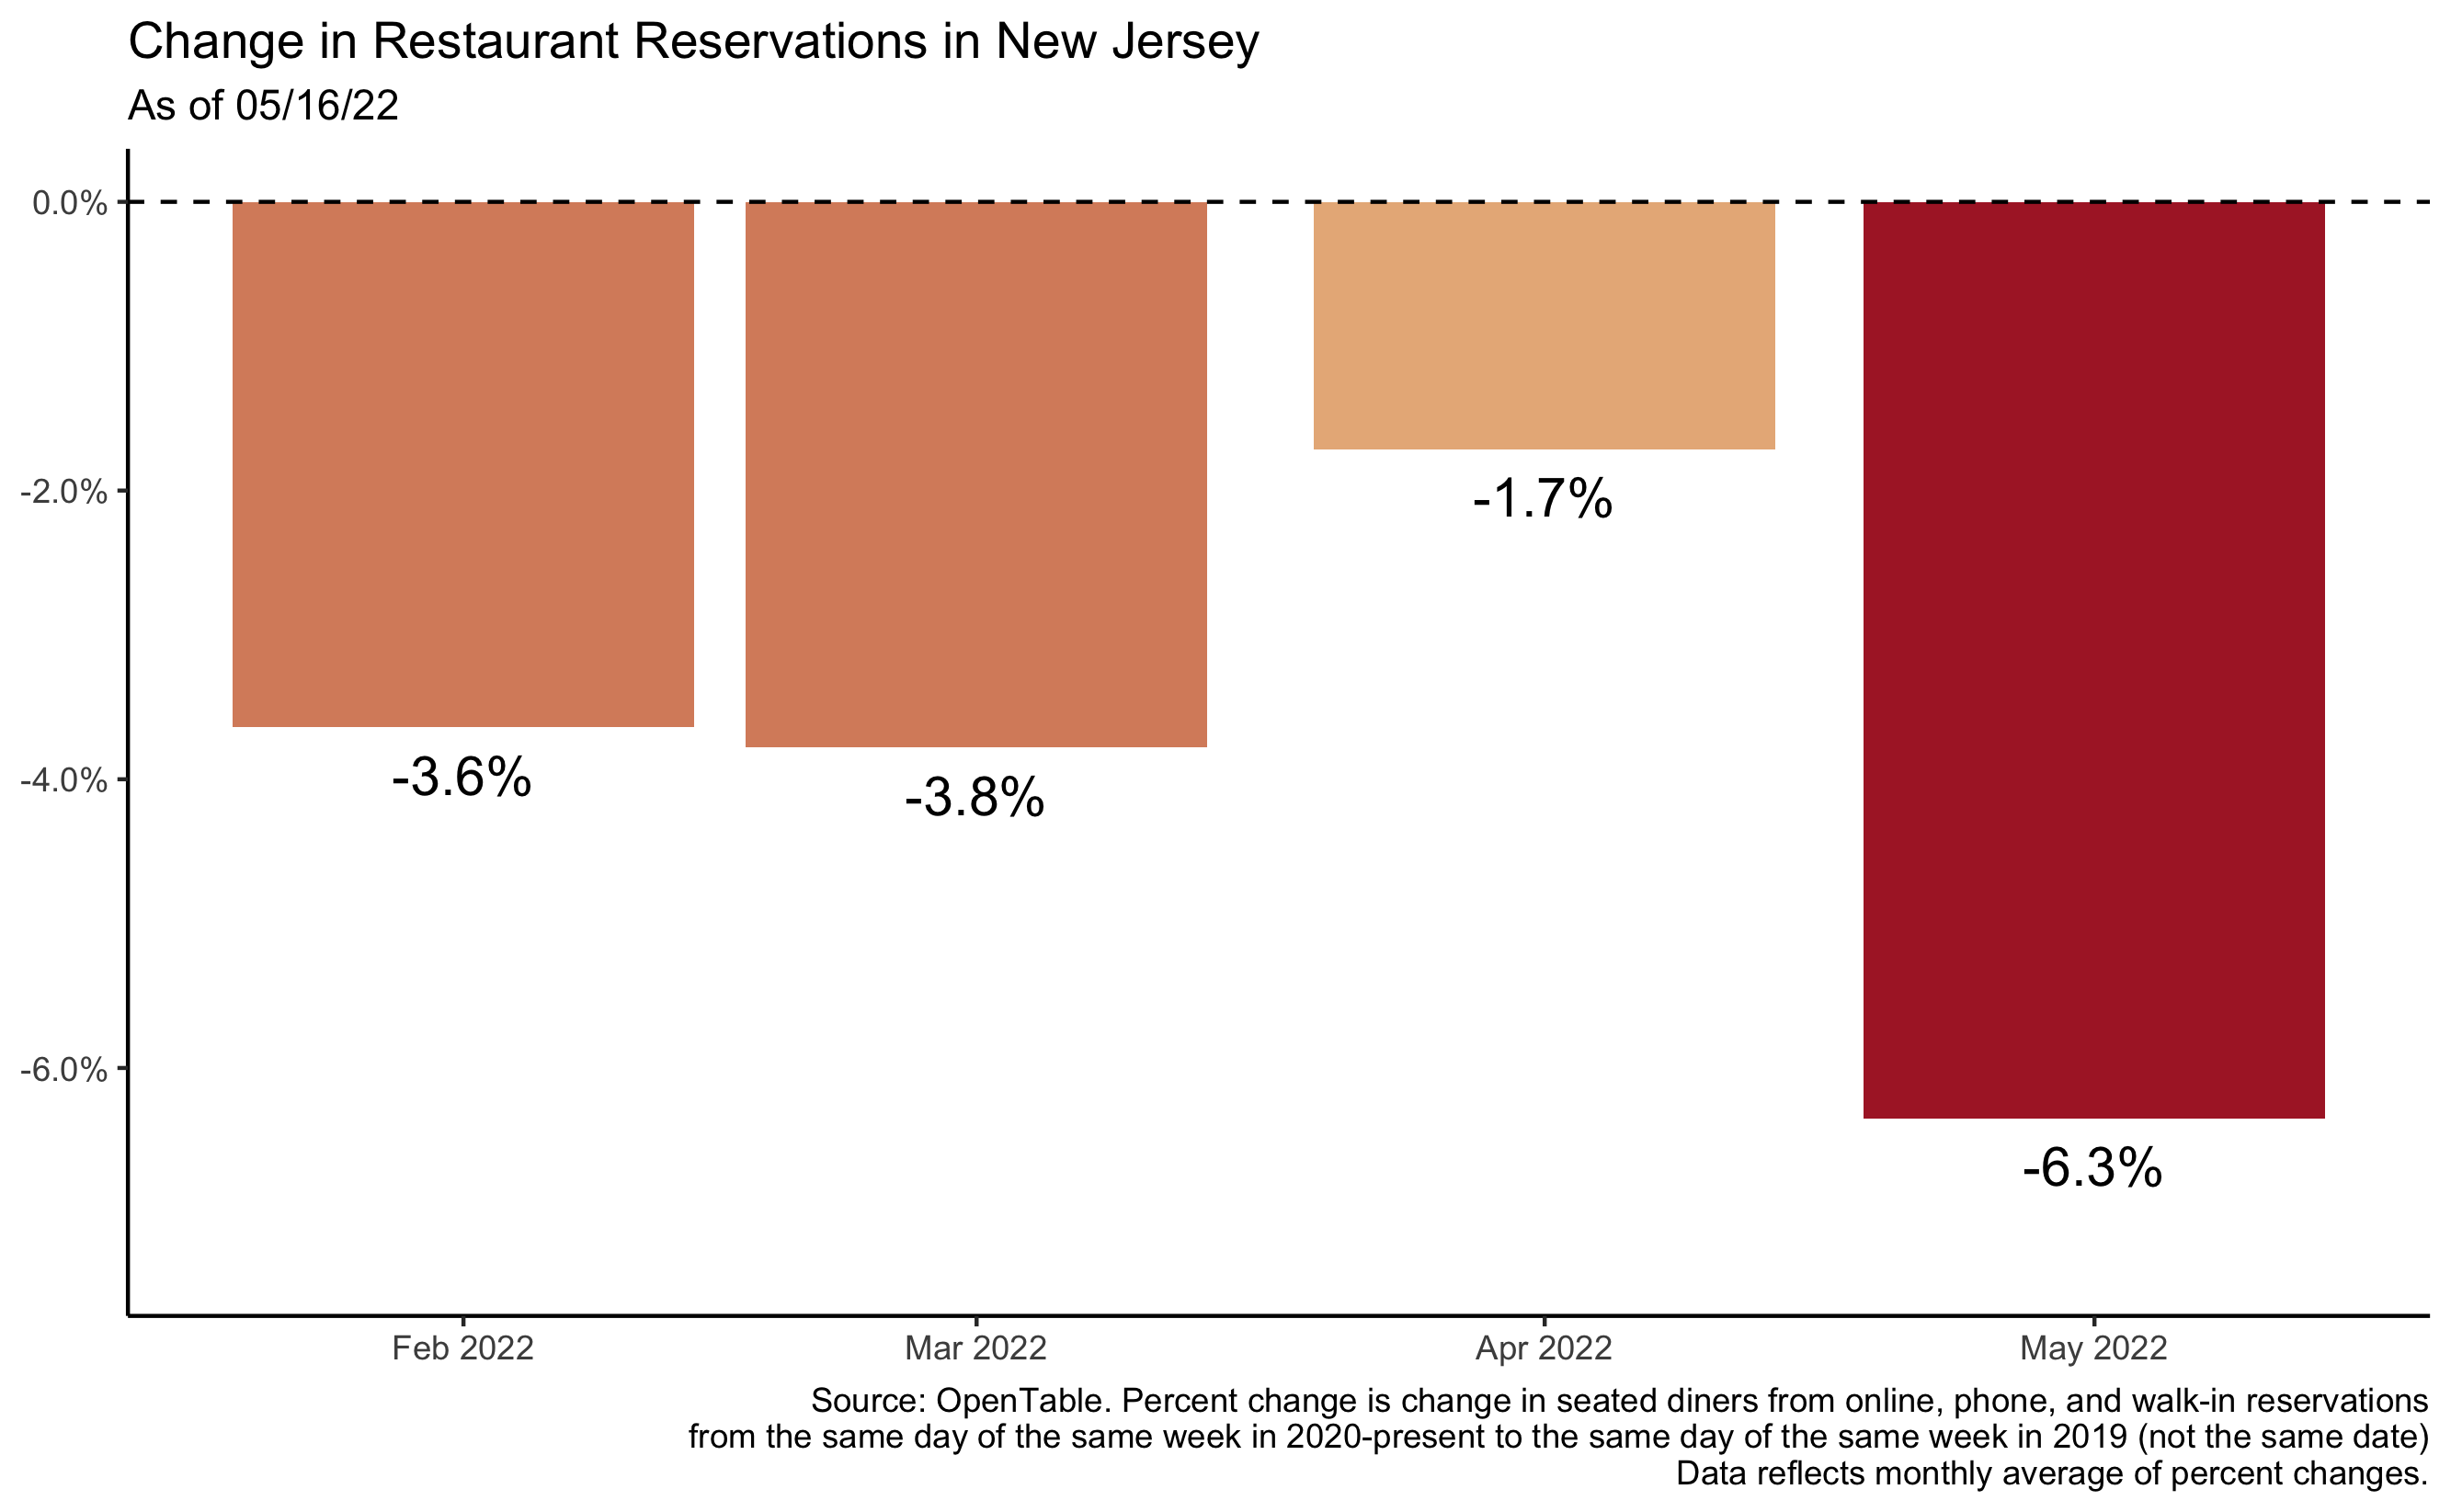 Change in Restaurant Reservations in New Jersey
As of 05/16/22
0.0%
-2.0%
-4.0%
-6.0%
-3.6%
-3.8%
-1.7%
-6.3%
Feb 2022
Mar 2022
Apr 2022
May 2022
Source: OpenTable. Percent change is change in seated diners from online, phone, and walk-in reservations
from the same day of the same week in 2020-present to the same day of the same week in 2019 (not the same date)
Data reflects monthly average of percent changes.